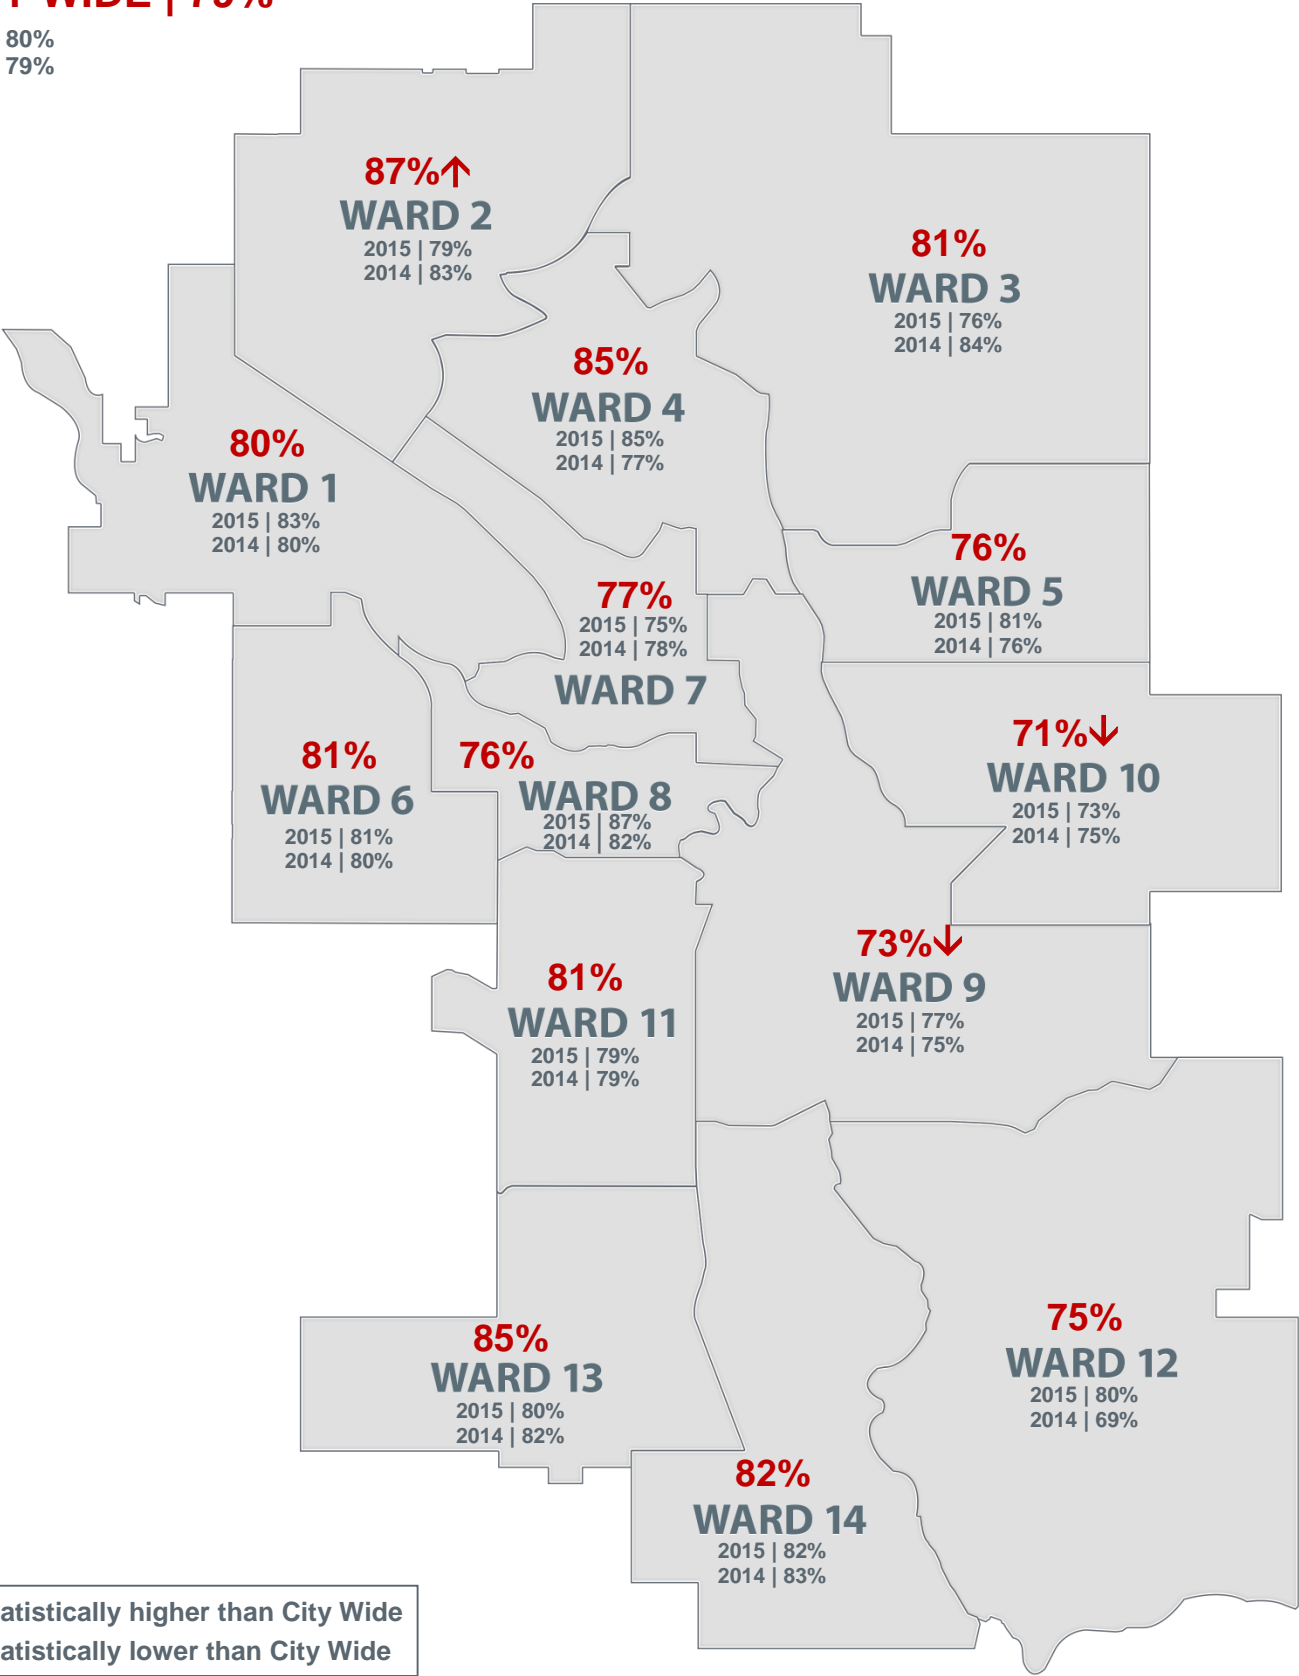 WIDE |
80%
79%
87%↑
WARD 2
2015 | 79%
2014 | 83%
81%
WARD 3
2015 | 76%
2014 | 84%
85%
WARD 4
2015 | 85%
2014 | 77%
80%
WARD 1
2015 | 83%
2014 | 80%
76%
WARD 5
2015 | 81%
2014 | 76%
77%
2015 | 75%
2014 | 78%
WARD 7
71%↓
WARD 10
2015 | 73%
2014 | 75%
81%
WARD 6
2015 | 81%
2014 | 80%
76%
WARD 8
2015 | 87%
2014 | 82%
73%↓
WARD 9
2015 | 77%
2014 | 75%
81%
WARD 11
2015 | 79%
2014 | 79%
75%
WARD 12
2015 | 80%
2014 | 69%
85%
WARD 13
2015 | 80%
2014 | 82%
82%
WARD 14
2015 | 82%
2014 | 83%
atistically higher than City Wide
atistically lower than City Wide